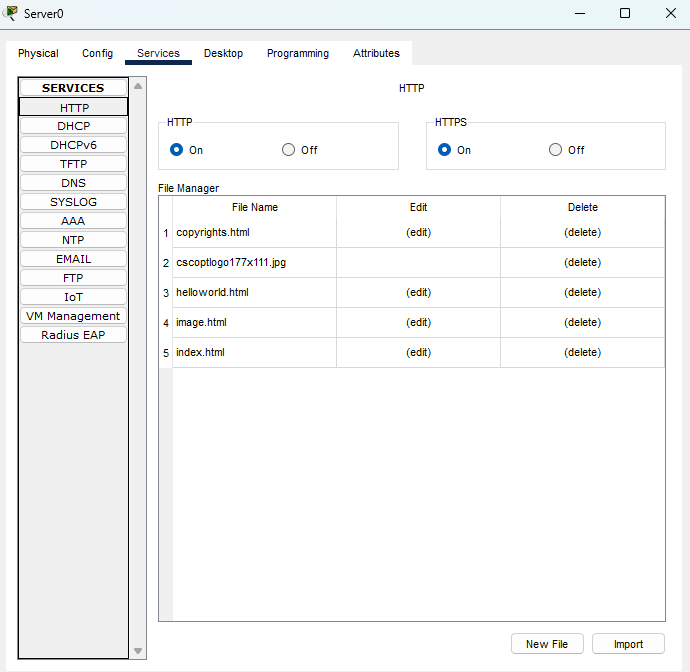 Server0
Physical Config Services Desktop Programming Attributes
SERVICES
HTTP
DHCP
DHCPv6
TFTP
DNS
SYSLOG
AAA
NTP
EMAIL
FTP
IoT
VM Management
Radius EAP
HTTP
HTTP
On Off
HTTPS
On Off
File Manager
File Name Edit Delete
1 copyrights.html (edit) (delete)
2 cscoptlogo177x111.jpg (delete)
3 helloworld.html (edit) (delete)
4 image.html (edit) (delete)
5 index.html (edit) (delete)
New File Import